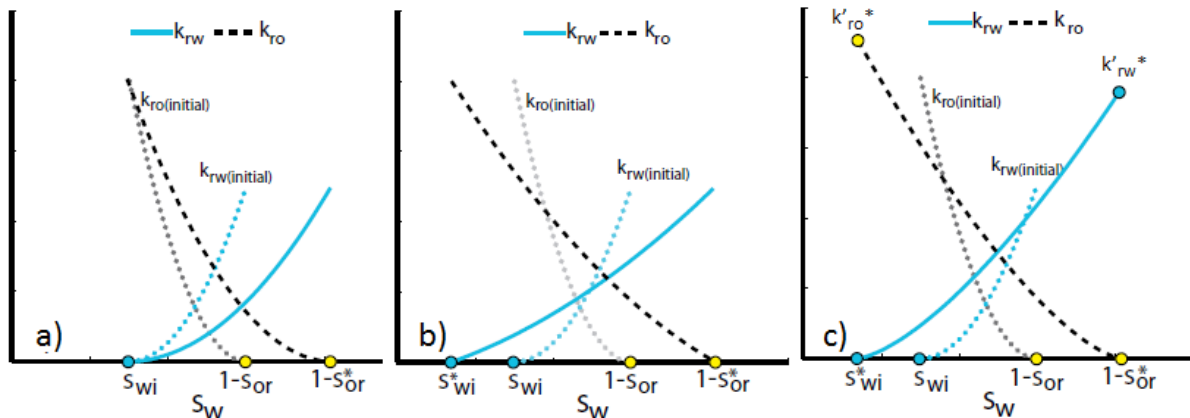 k_rw k_ro
k_ro(initial)
k_rw(initial)
a)
s_wi 1-s_or 1-s*_or
S_w
k_rw k_ro
k_ro(initial)
k_rw(initial)
b)
s*_wi s_wi 1-s_or 1-s*_or
S_w
k'_ro*
k_rw k_ro
k'_rw*
k_ro(initial)
k_rw(initial)
c)
s*_wi s_wi 1-s_or 1-s*_or
S_w